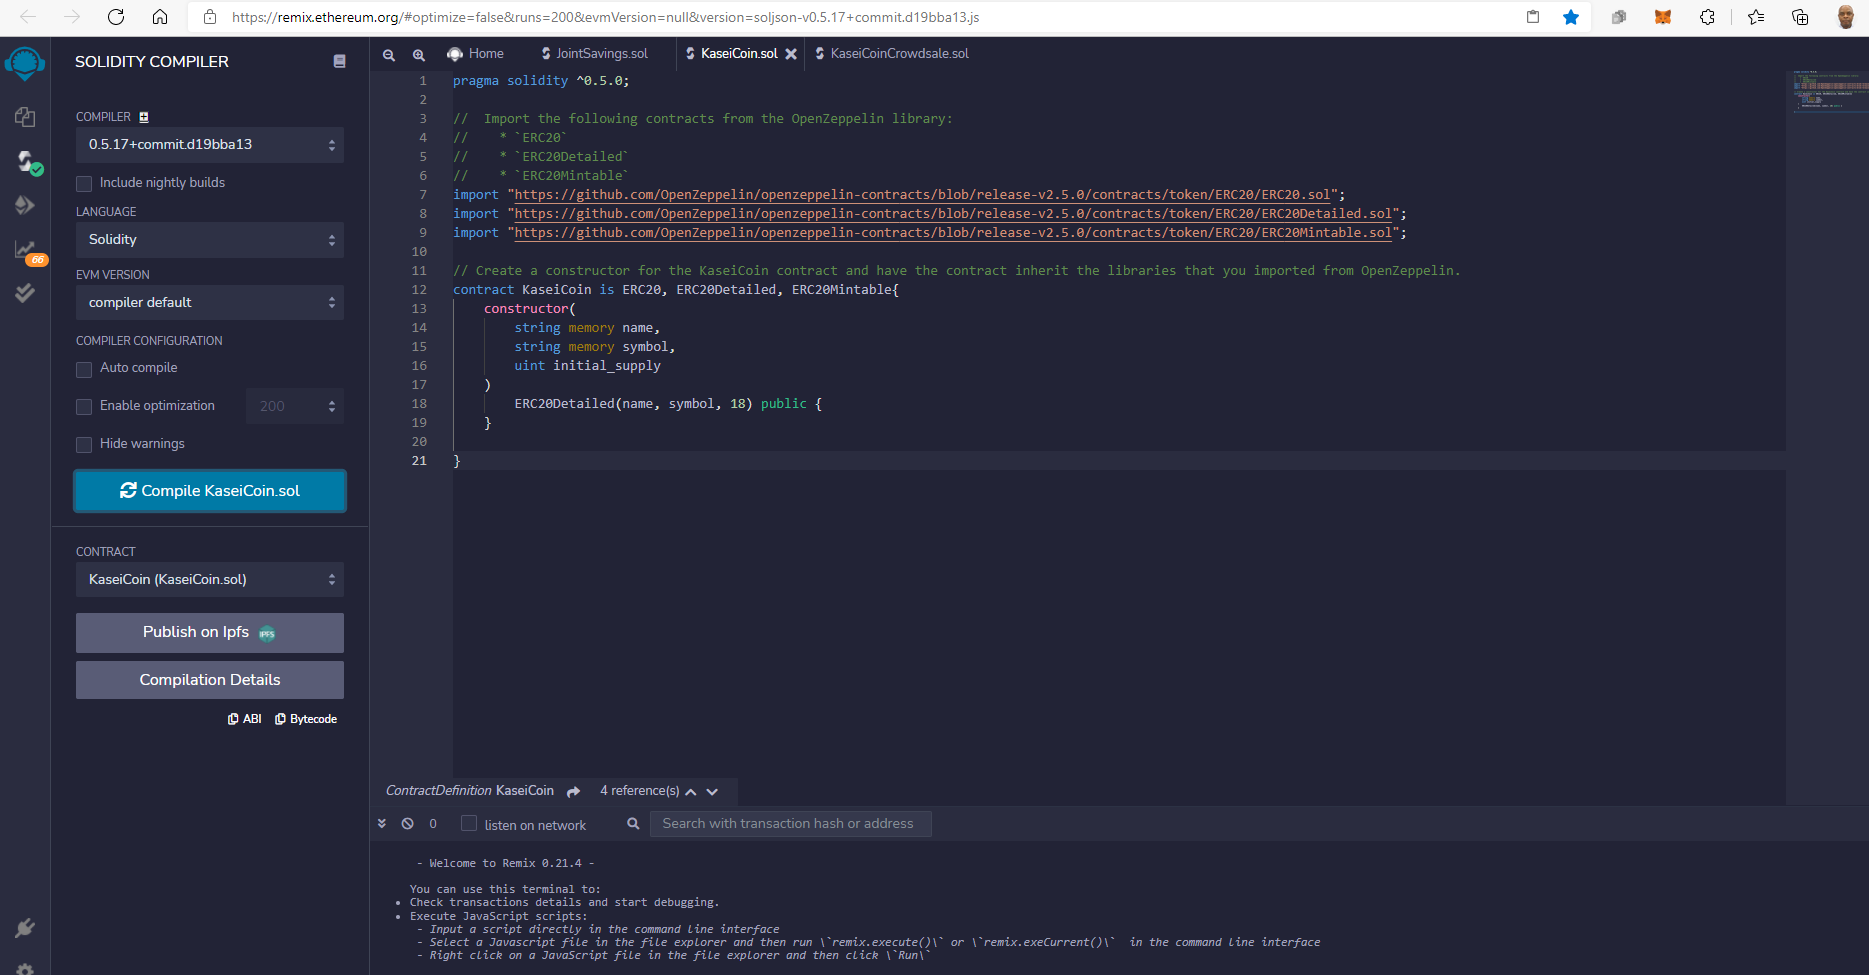 https://remix.ethereum.org/#optimize=false&runs=200&evmVersion=null&version=soljson-v0.5.17+commit.d19bba13.js
SOLIDITY COMPILER
COMPILER
0.5.17+commit.d19bba13
Include nightly builds
LANGUAGE
Solidity
EVM VERSION
compiler default
COMPILER CONFIGURATION
Auto compile
Enable optimization 200
Hide warnings
Compile KaseiCoin.sol
CONTRACT
KaseiCoin (KaseiCoin.sol)
Publish on Ipfs IPFS
Compilation Details
ABI Bytecode
66
Home JointSavings.sol KaseiCoin.sol KaseiCoinCrowdsale.sol
1 pragma solidity ^0.5.0;
2
3 //  Import the following contracts from the OpenZeppelin library:
4 //    * `ERC20`
5 //    * `ERC20Detailed`
6 //    * `ERC20Mintable`
7 import "https://github.com/OpenZeppelin/openzeppelin-contracts/blob/release-v2.5.0/contracts/token/ERC20/ERC20.sol";
8 import "https://github.com/OpenZeppelin/openzeppelin-contracts/blob/release-v2.5.0/contracts/token/ERC20/ERC20Detailed.sol";
9 import "https://github.com/OpenZeppelin/openzeppelin-contracts/blob/release-v2.5.0/contracts/token/ERC20/ERC20Mintable.sol";
10
11 // Create a constructor for the KaseiCoin contract and have the contract inherit the libraries that you imported from OpenZeppelin.
12 contract KaseiCoin is ERC20, ERC20Detailed, ERC20Mintable{
13     constructor(
14         string memory name,
15         string memory symbol,
16         uint initial_supply
17     )
18         ERC20Detailed(name, symbol, 18) public {
19     }
20
21 }
ContractDefinition KaseiCoin 4 reference(s)
0 listen on network Search with transaction hash or address
- Welcome to Remix 0.21.4 -
You can use this terminal to:
• Check transactions details and start debugging.
• Execute JavaScript scripts:
- Input a script directly in the command line interface
- Select a Javascript file in the file explorer and then run \`remix.execute()\` or \`remix.exeCurrent()\`  in the command line interface
- Right click on a JavaScript file in the file explorer and then click \`Run\`